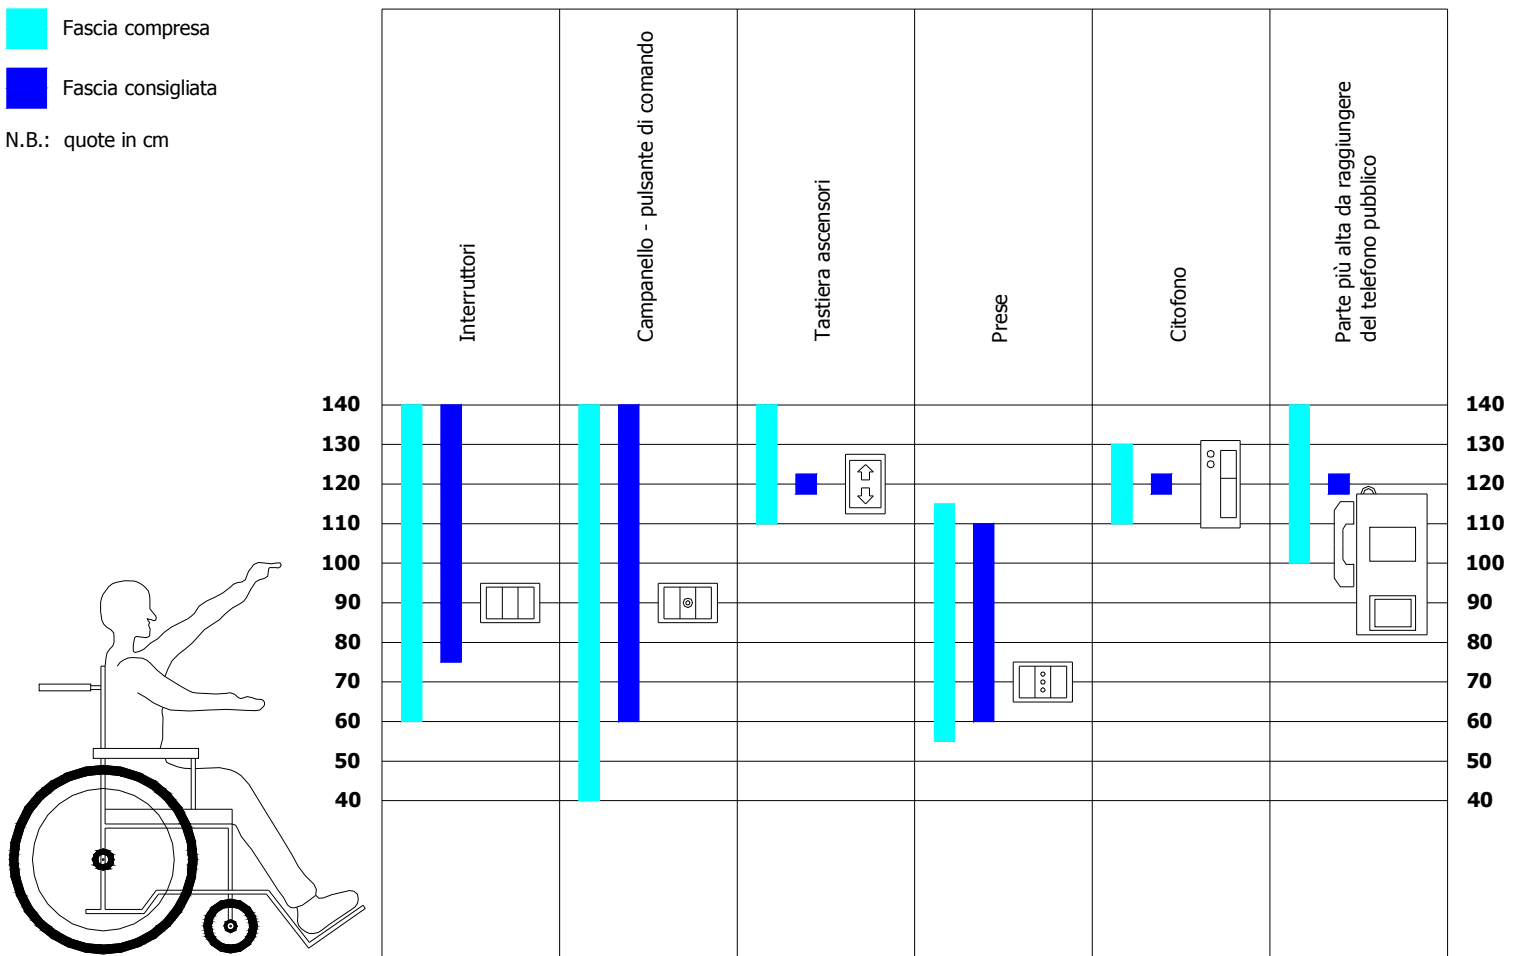 Fascia compresa
Fascia consigliata
N.B.: quote in cm
Interruttori
Campanello - pulsante di comando
Tastiera ascensori
Prese
Citofono
Parte più alta da raggiungere
del telefono pubblico
140 140
130 130
120 120
110 110
100 100
90 90
80 80
70 70
60 60
50 50
40 40